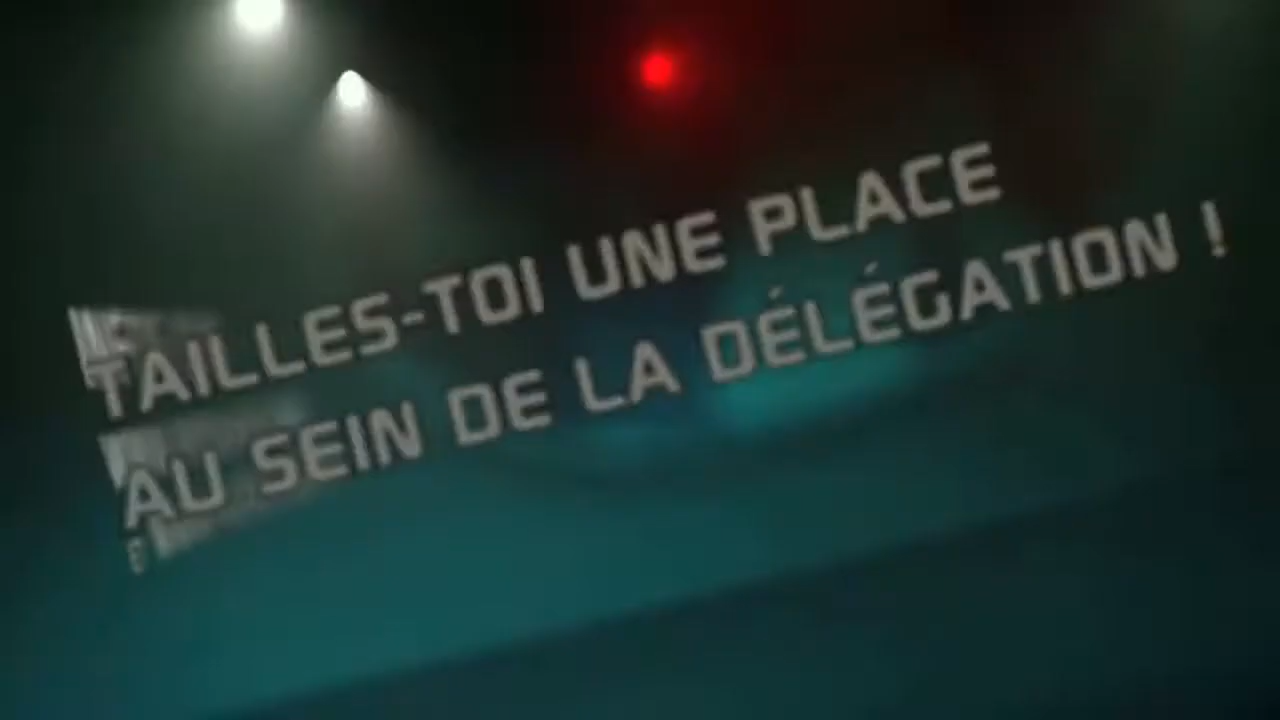 TAILLES-TOI UNE PLACE
AU SEIN DE LA DÉLÉGATION !